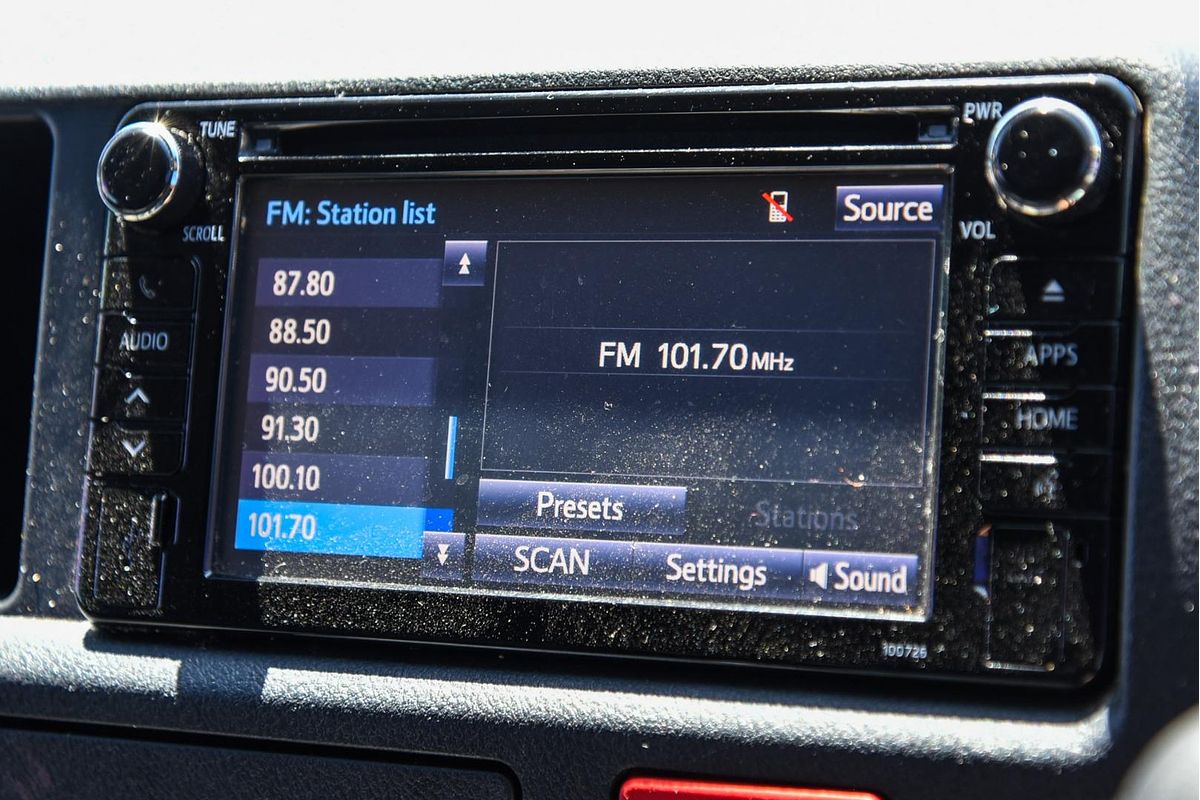 TUNE
PWR
FM: Station list
Source
SCROLL
VOL
87.80
88.50
AUDIO
FM 101.70 MHz
APPS
90.50
91.30
HOME
100.10
Presets
Stations
101.70
SCAN
Settings
Sound
100726